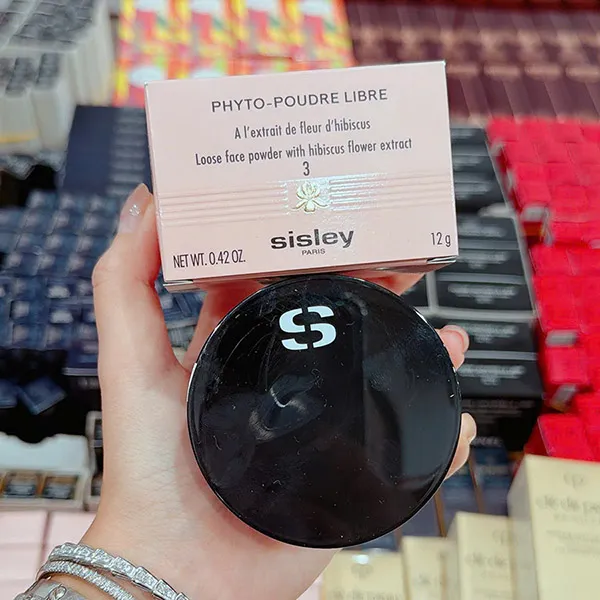 PHYTO-POUDRE LIBRE
A l'extrait de fleur d'hibiscus
Loose face powder with hibiscus flower extract
3
NET WT. 0.42 OZ.
sisley
PARIS
12 g
S